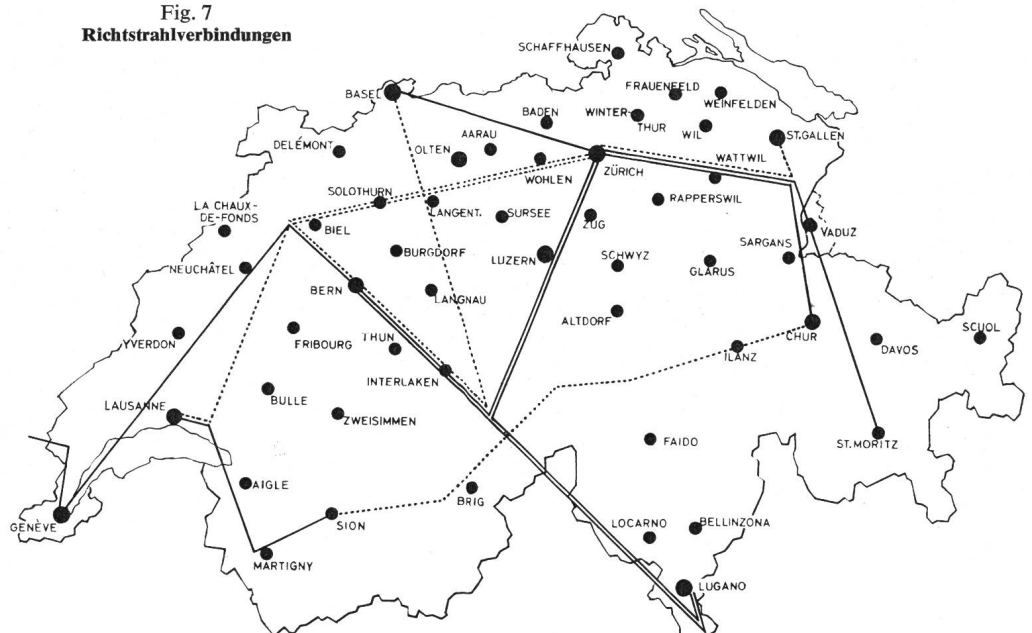 Fig. 7
Richtstrahlverbindungen
SCHAFFHAUSEN
BASEL
FRAUENFELD
WEINFELDEN
BADEN
WINTER-
THUR
WIL
ST.GALLEN
DELÉMONT
OLTEN
AARAU
WOHLEN
ZÜRICH
WATTWIL
SOLOTHURN
LANGENT.
SURSEE
ZUG
RAPPERSWIL
LA CHAUX-
DE-FONDS
BIEL
VADUZ
BURGDORF
LUZERN
SCHWYZ
GLARUS
SARGANS
NEUCHÂTEL
BERN
LANGNAU
ALTDORF
CHUR
YVERDON
FRIBOURG
THUN
ILANZ
DAVOS
SCUOL
INTERLAKEN
LAUSANNE
BULLE
ZWEISIMMEN
FAIDO
ST.MORITZ
AIGLE
BRIG
GENÈVE
SION
LOCARNO
BELLINZONA
MARTIGNY
LUGANO